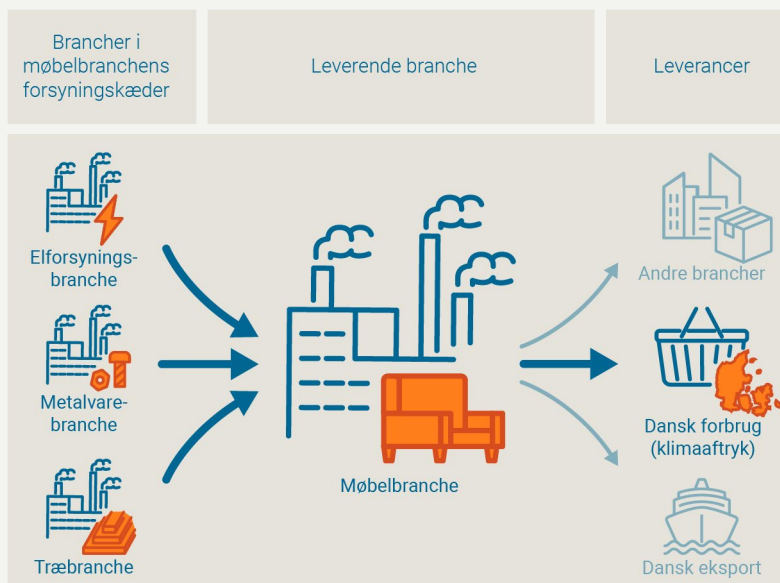 Brancher i
møbelbranchens
forsyningskæder
Leverende branche
Leverancer
Elforsynings-
branche
Metalvare-
branche
Træbranche
Møbelbranche
Andre brancher
Dansk forbrug
(klimaaftryk)
Dansk eksport